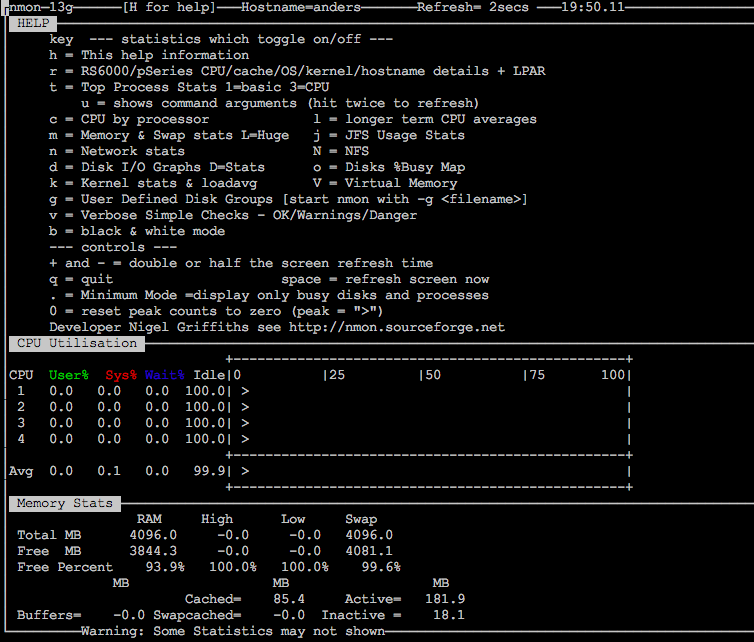 nmon-13g------[H for help]---Hostname=anders-------Refresh= 2secs ---19:50.11
HELP
key  --- statistics which toggle on/off ---
h = This help information
r = RS6000/pSeries CPU/cache/OS/kernel/hostname details + LPAR
t = Top Process Stats 1=basic 3=CPU
u = shows command arguments (hit twice to refresh)
c = CPU by processor             l = longer term CPU averages
m = Memory & Swap stats L=Huge   j = JFS Usage Stats
n = Network stats                N = NFS
d = Disk I/O Graphs D=Stats      o = Disks %Busy Map
k = Kernel stats & loadavg       V = Virtual Memory
g = User Defined Disk Groups [start nmon with -g <filename>]
v = Verbose Simple Checks - OK/Warnings/Danger
b = black & white mode
--- controls ---
+ and - = double or half the screen refresh time
q = quit                     space = refresh screen now
. = Minimum Mode =display only busy disks and processes
0 = reset peak counts to zero (peak = ">")
Developer Nigel Griffiths see http://nmon.sourceforge.net
CPU Utilisation
+-------------------------------------------------+
CPU  User%  Sys% Wait% Idle|0          |25         |50          |75       100|
1   0.0   0.0   0.0  100.0| >                                                |
2   0.0   0.0   0.0  100.0| >                                                |
3   0.0   0.0   0.0  100.0| >                                                |
4   0.0   0.0   0.0  100.0| >                                                |
+-------------------------------------------------+
Avg  0.0   0.1   0.0   99.9| >                                                |
+-------------------------------------------------+
Memory Stats
RAM     High      Low     Swap
Total MB      4096.0     -0.0     -0.0   4096.0
Free  MB      3844.3     -0.0     -0.0   4081.1
Free Percent    93.9%   100.0%   100.0%    99.6%
MB                  MB                  MB
Cached=    85.4     Active=   181.9
Buffers=    -0.0 Swapcached=    -0.0  Inactive =    18.1
Warning: Some Statistics may not shown